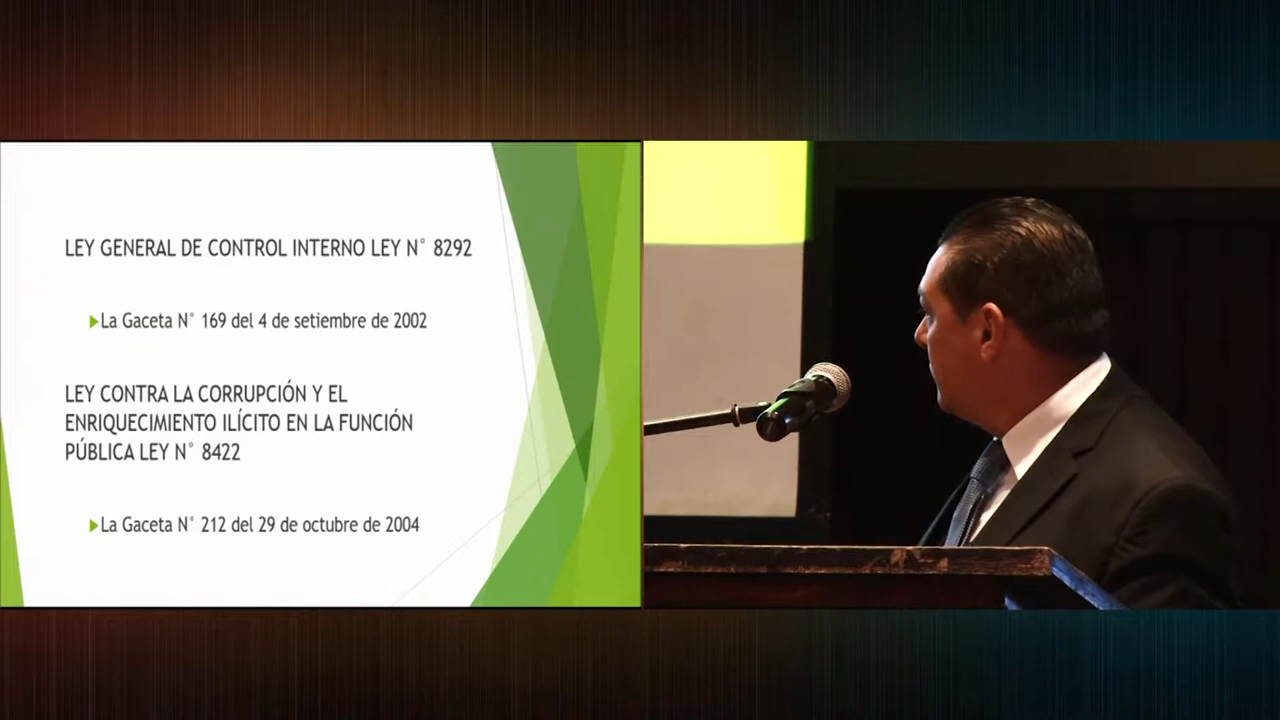 LEY GENERAL DE CONTROL INTERNO LEY N° 8292
La Gaceta N° 169 del 4 de setiembre de 2002
LEY CONTRA LA CORRUPCIÓN Y EL
ENRIQUECIMIENTO ILÍCITO EN LA FUNCIÓN
PÚBLICA LEY N° 8422
La Gaceta N° 212 del 29 de octubre de 2004